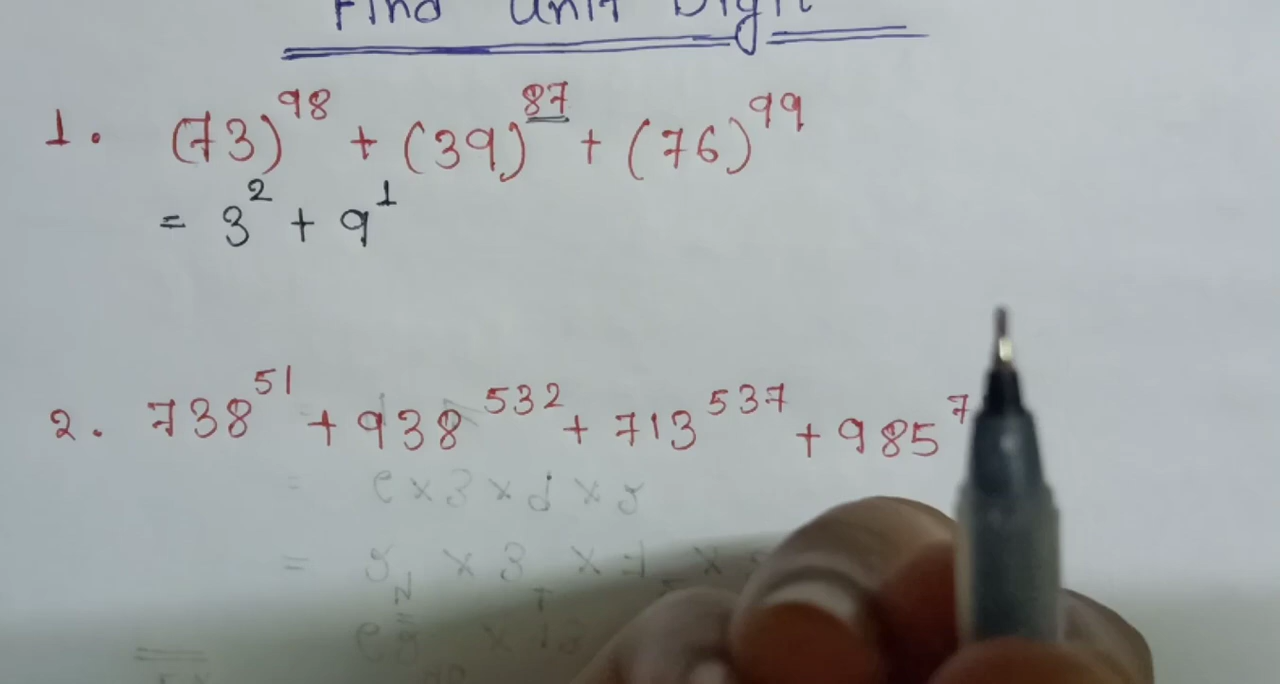 Find Unit Digit
1. (73)^98 + (39)^87 + (76)^99
= 3^2 + 9^1
2. 738^51 + 938^532 + 713^537 + 985^7